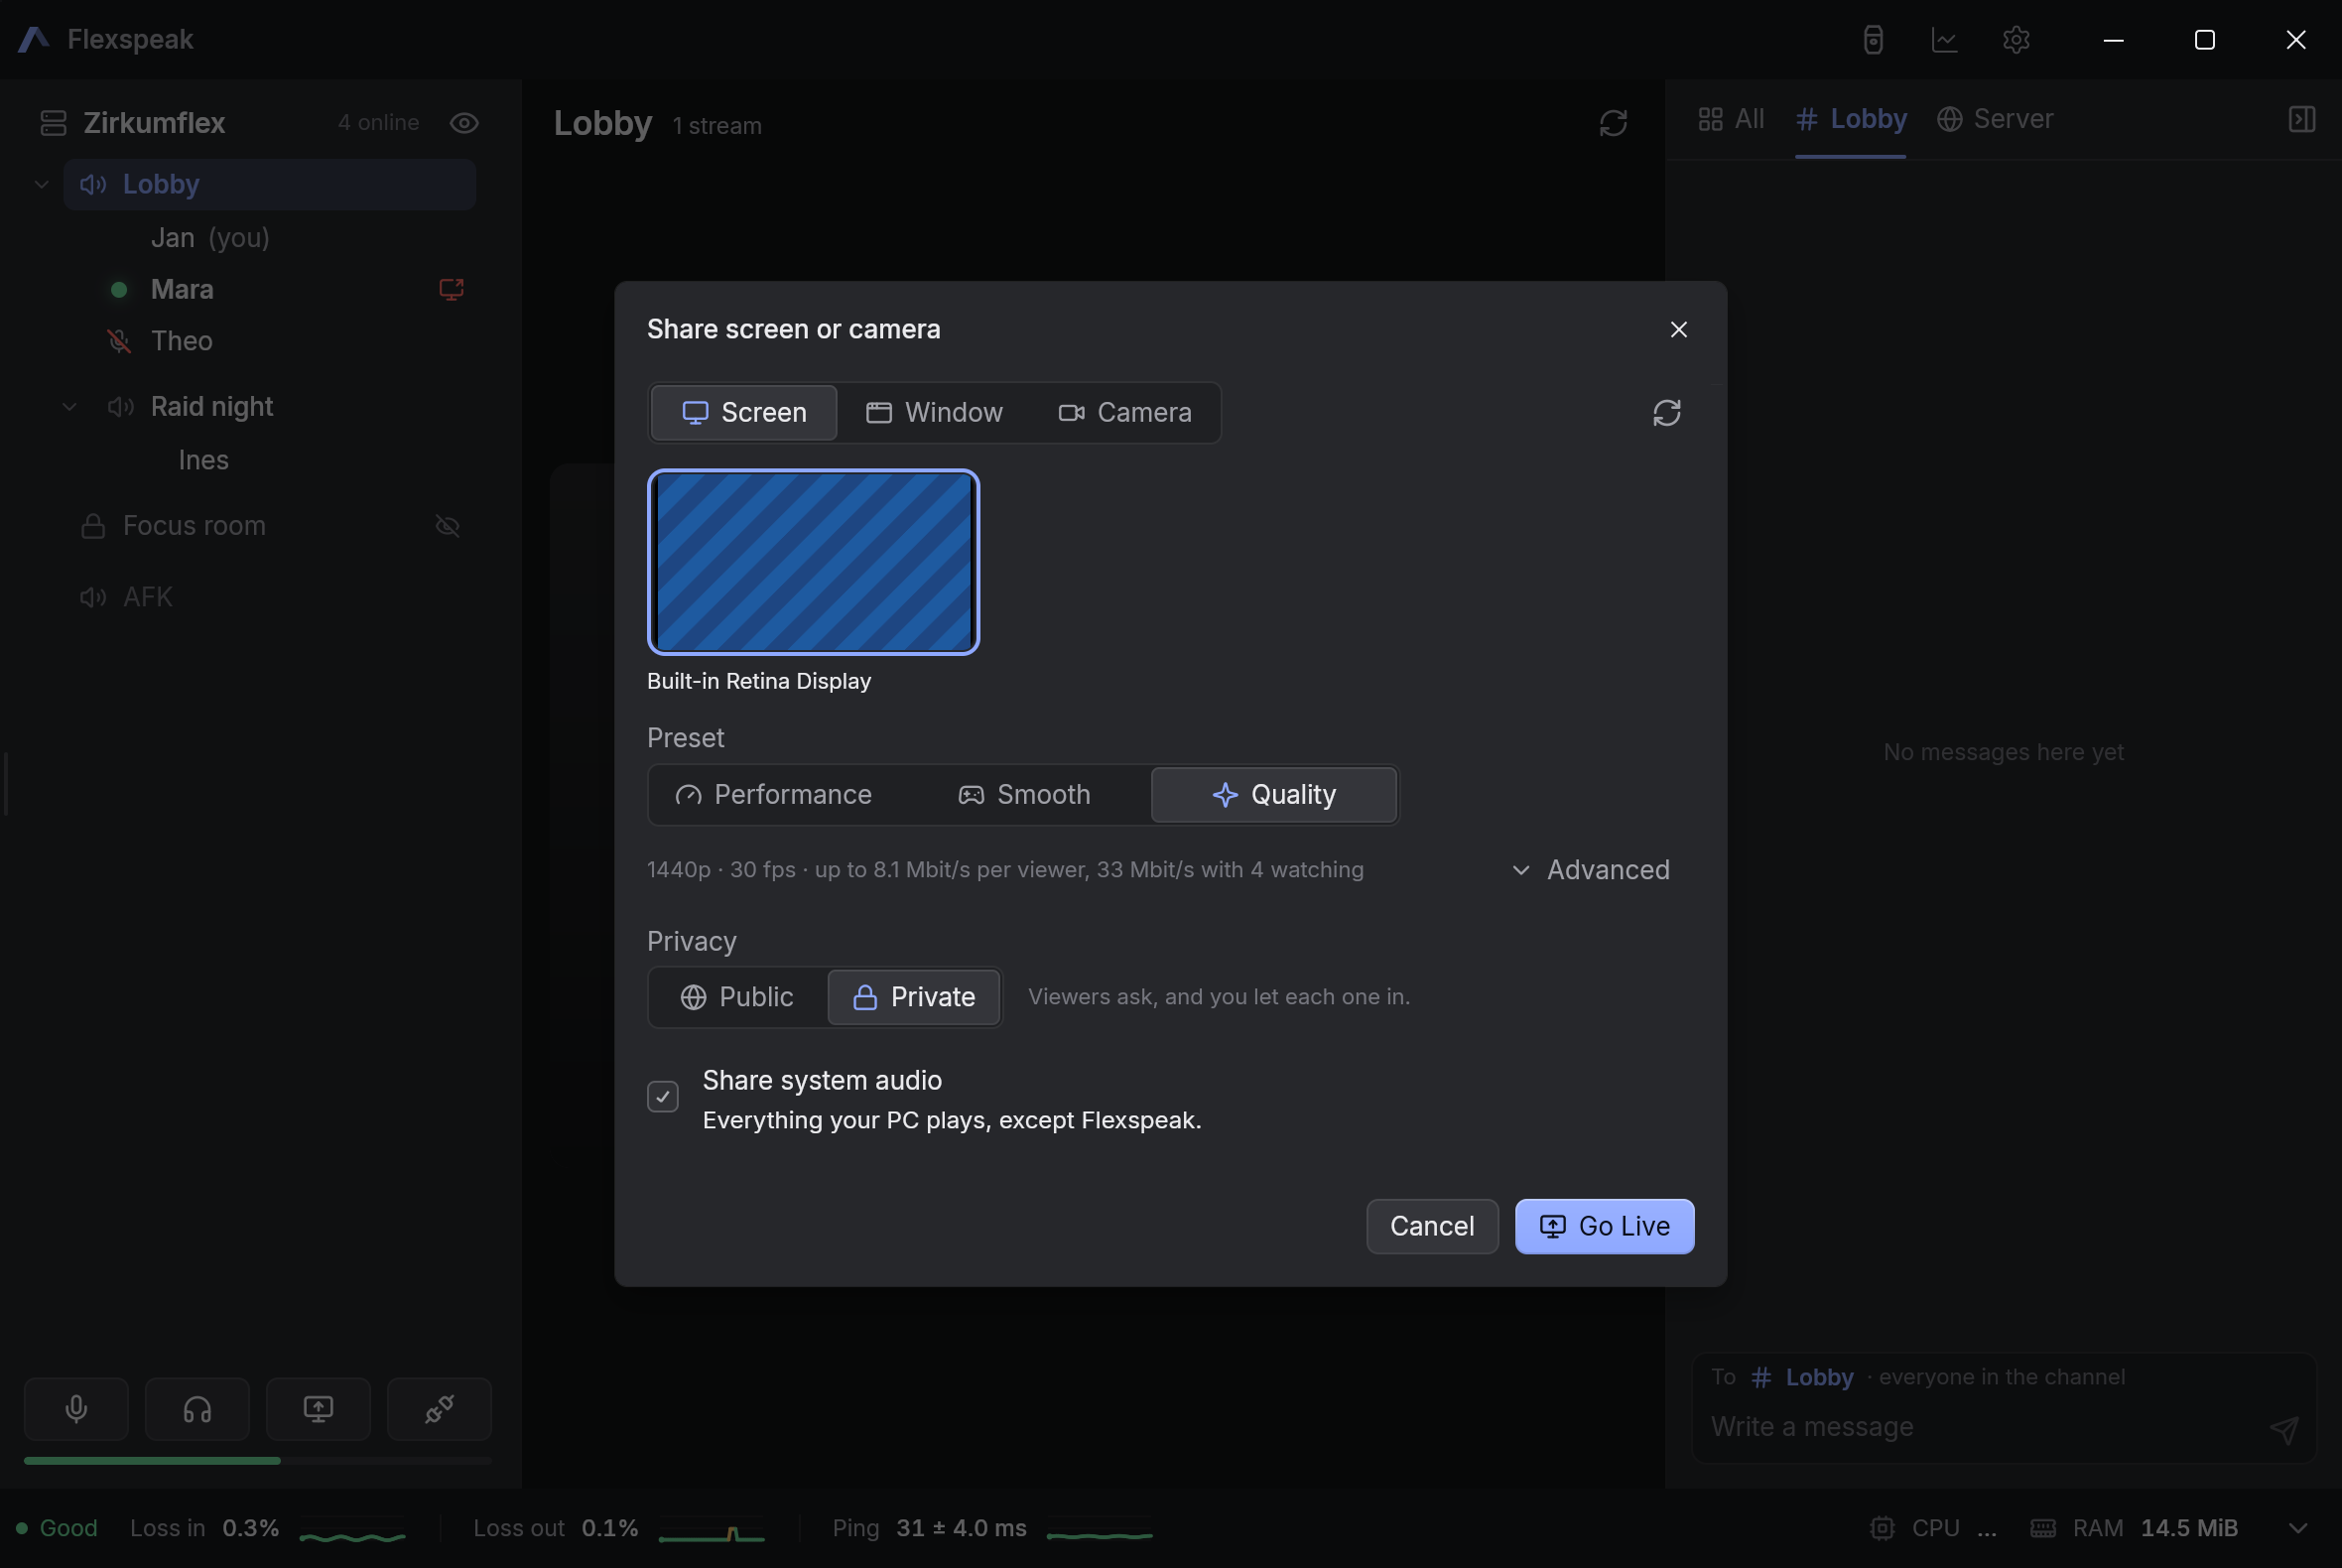 Flexspeak
Zirkumflex 4 online
Lobby
Jan (you)
Mara
Theo
Raid night
Ines
Focus room
AFK
Lobby 1 stream
All Lobby Server
Share screen or camera
Screen Window Camera
Built-in Retina Display
Preset
Performance Smooth Quality
1440p · 30 fps · up to 8.1 Mbit/s per viewer, 33 Mbit/s with 4 watching Advanced
Privacy
Public Private Viewers ask, and you let each one in.
Share system audio
Everything your PC plays, except Flexspeak.
Cancel Go Live
No messages here yet
To # Lobby · everyone in the channel
Write a message
Good Loss in 0.3% Loss out 0.1% Ping 31 ± 4.0 ms CPU ... RAM 14.5 MiB